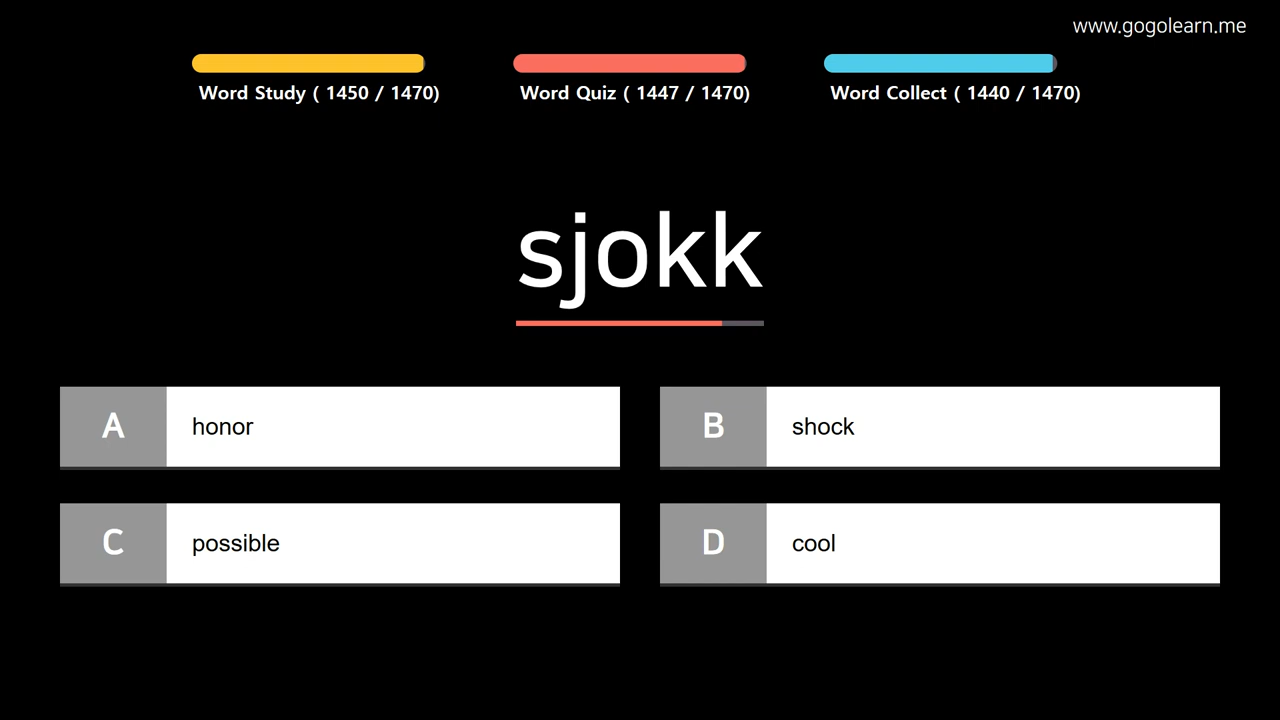 www.gogolearn.me
Word Study ( 1450 / 1470)
Word Quiz ( 1447 / 1470)
Word Collect ( 1440 / 1470)
sjokk
A honor
B shock
C possible
D cool